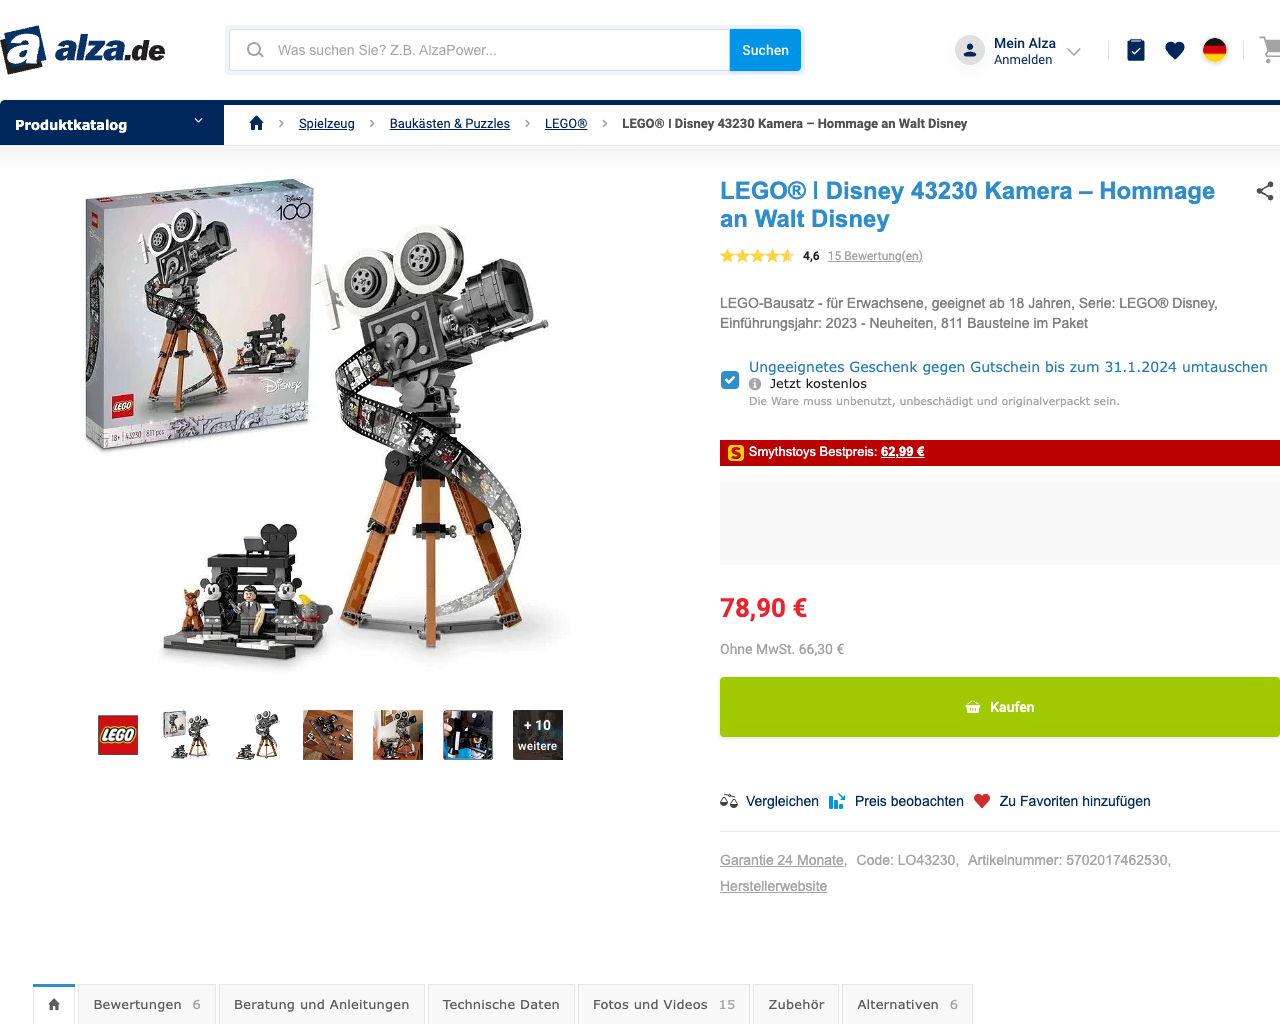 alza.de
Was suchen Sie? Z.B. AlzaPower...
Suchen
Mein Alza
Anmelden
Produktkatalog
Spielzeug
Baukästen & Puzzles
LEGO®
LEGO® | Disney 43230 Kamera – Hommage an Walt Disney
Disney
100
Disney
LEGO
18+
43230
811 pcs
LEGO® | Disney 43230 Kamera – Hommage
an Walt Disney
4,6
15 Bewertung(en)
LEGO-Bausatz - für Erwachsene, geeignet ab 18 Jahren, Serie: LEGO® Disney,
Einführungsjahr: 2023 - Neuheiten, 811 Bausteine im Paket
Ungeeignetes Geschenk gegen Gutschein bis zum 31.1.2024 umtauschen
Jetzt kostenlos
Die Ware muss unbenutzt, unbeschädigt und originalverpackt sein.
S Smythstoys Bestpreis: 62,99 €
78,90 €
Ohne MwSt. 66,30 €
Kaufen
LEGO
+ 10
weitere
Vergleichen
Preis beobachten
Zu Favoriten hinzufügen
Garantie 24 Monate, Code: LO43230, Artikelnummer: 5702017462530,
Herstellerwebsite
Bewertungen 6
Beratung und Anleitungen
Technische Daten
Fotos und Videos 15
Zubehör
Alternativen 6